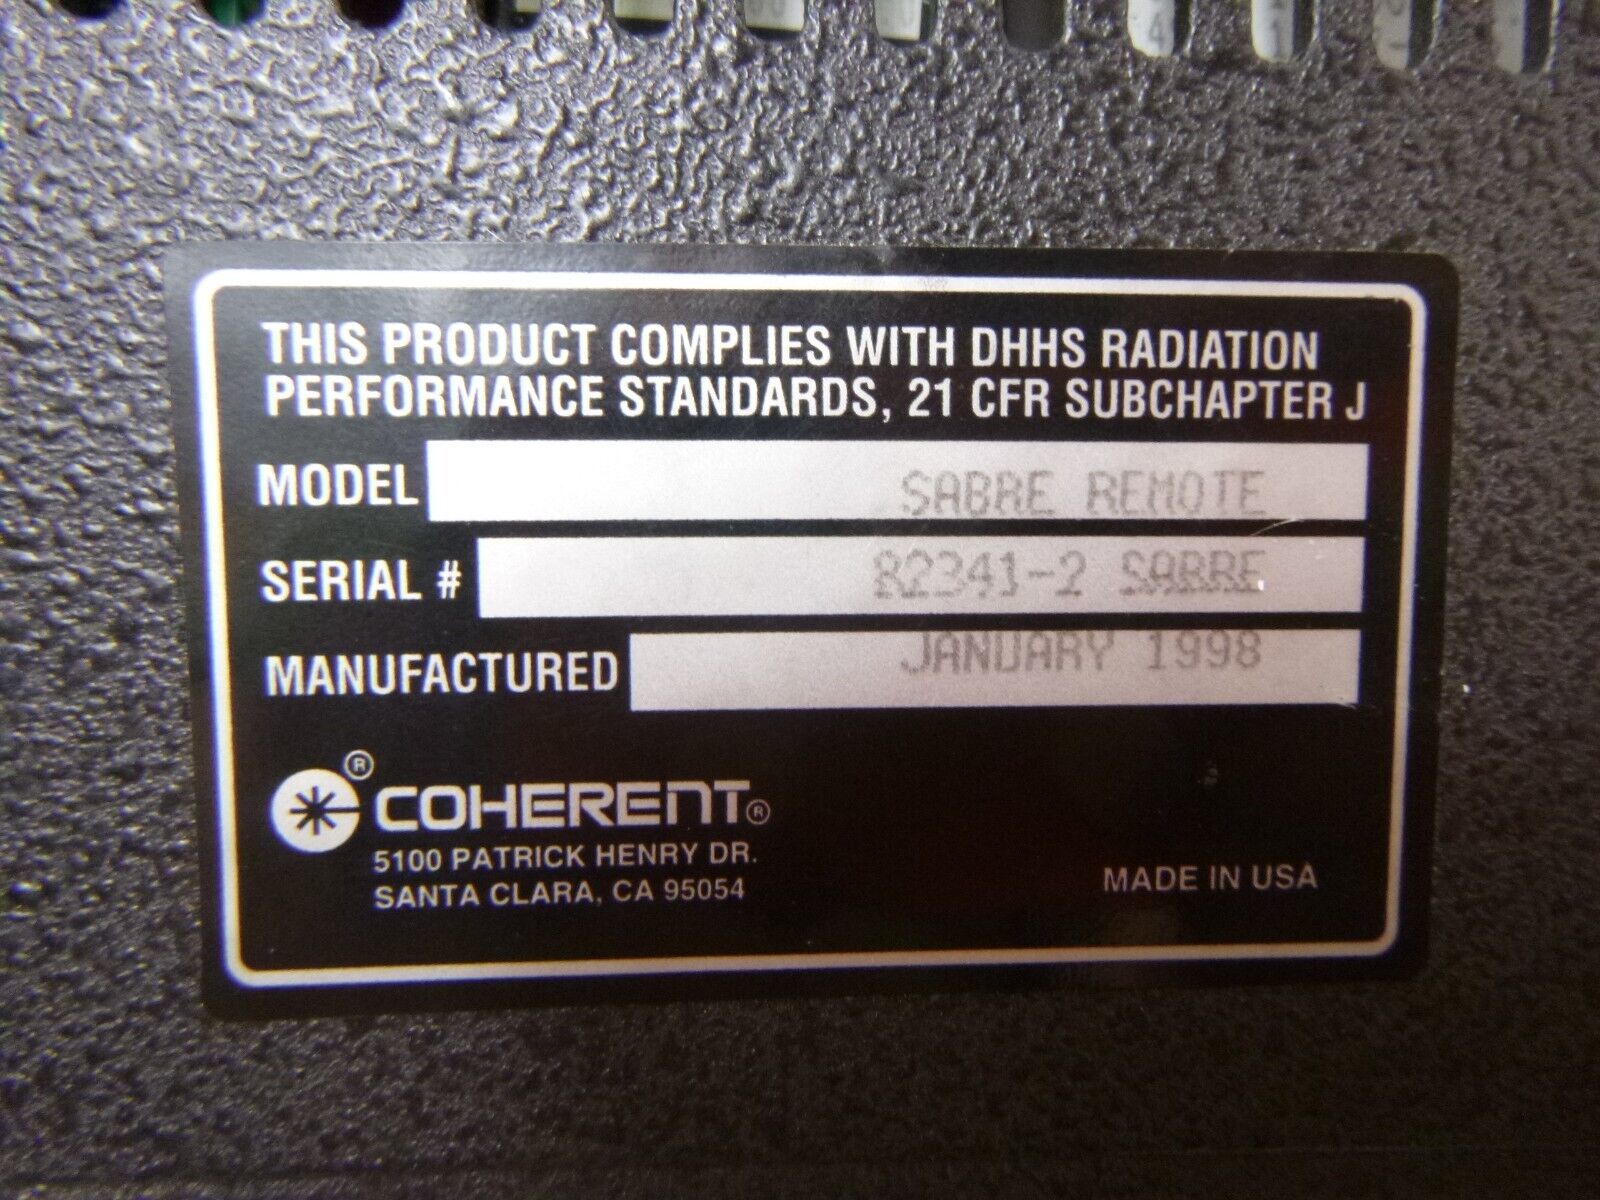 THIS PRODUCT COMPLIES WITH DHHS RADIATION
PERFORMANCE STANDARDS, 21 CFR SUBCHAPTER J
MODEL SABRE REMOTE
SERIAL # 82341-2 SABRE
MANUFACTURED JANUARY 1998
® COHERENT®
5100 PATRICK HENRY DR.
SANTA CLARA, CA 95054
MADE IN USA